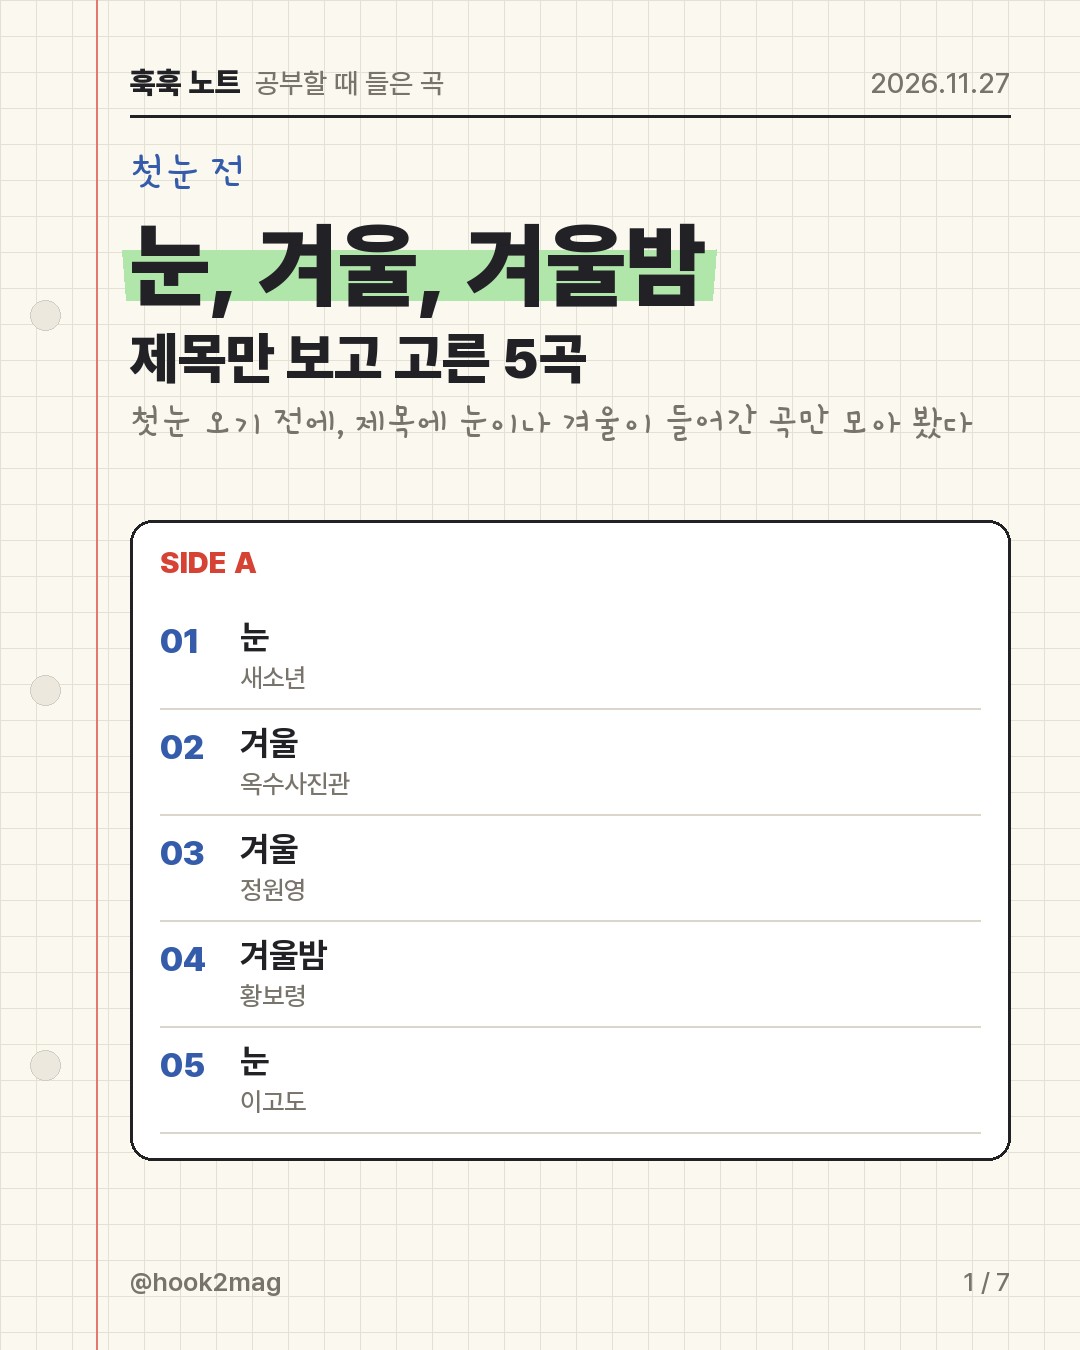 훅훅 노트 공부할 때 들은 곡 2026.11.27
첫눈 전
눈, 겨울, 겨울밤
제목만 보고 고른 5곡
첫눈 오기 전에, 제목에 눈이나 겨울이 들어간 곡만 모아 봤다
SIDE A
01 눈
새소년
02 겨울
옥수사진관
03 겨울
정원영
04 겨울밤
황보령
05 눈
이고도
@hook2mag 1 / 7